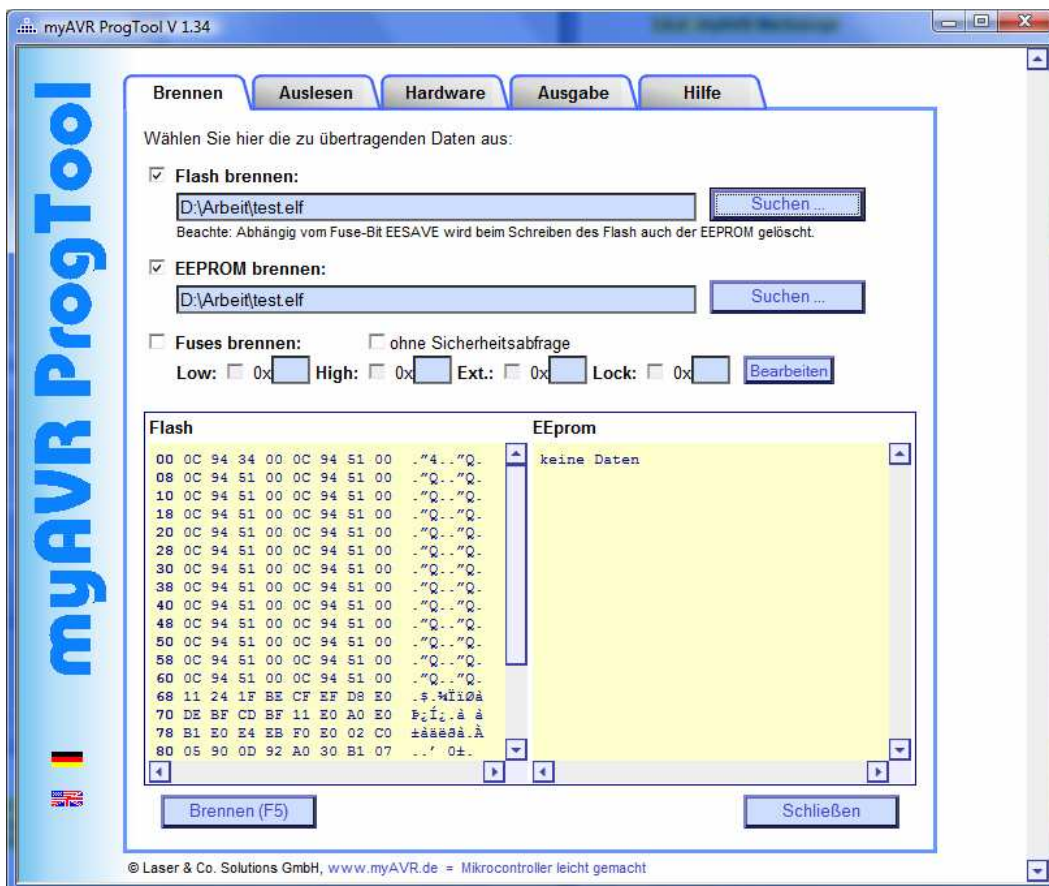 myAVR ProgTool V 1.34
myAVR ProgTool
Brennen Auslesen Hardware Ausgabe Hilfe
Wählen Sie hier die zu übertragenden Daten aus:
Flash brennen:
D:\Arbeit\test.elf Suchen ...
Beachte: Abhängig vom Fuse-Bit EESAVE wird beim Schreiben des Flash auch der EEPROM gelöscht.
EEPROM brennen:
D:\Arbeit\test.elf Suchen ...
Fuses brennen: ohne Sicherheitsabfrage
Low: 0x High: 0x Ext.: 0x Lock: 0x Bearbeiten
Flash
00 0C 94 34 00 0C 94 51 00 .”4..”Q.
08 0C 94 51 00 0C 94 51 00 .”Q..”Q.
10 0C 94 51 00 0C 94 51 00 .”Q..”Q.
18 0C 94 51 00 0C 94 51 00 .”Q..”Q.
20 0C 94 51 00 0C 94 51 00 .”Q..”Q.
28 0C 94 51 00 0C 94 51 00 .”Q..”Q.
30 0C 94 51 00 0C 94 51 00 .”Q..”Q.
38 0C 94 51 00 0C 94 51 00 .”Q..”Q.
40 0C 94 51 00 0C 94 51 00 .”Q..”Q.
48 0C 94 51 00 0C 94 51 00 .”Q..”Q.
50 0C 94 51 00 0C 94 51 00 .”Q..”Q.
58 0C 94 51 00 0C 94 51 00 .”Q..”Q.
60 0C 94 51 00 0C 94 51 00 .”Q..”Q.
68 11 24 1F BE CF EF D8 E0 .$.¾ÏïØà
70 DE BF CD BF 11 E0 A0 E0 Þ¿Í¿.à à
78 B1 E0 E4 EB F0 E0 02 C0 ±àäëðà.À
80 05 90 0D 92 A0 30 B1 07 ..’ 0±.
EEprom
keine Daten
Brennen (F5) Schließen
© Laser & Co. Solutions GmbH, www.myAVR.de = Mikrocontroller leicht gemacht